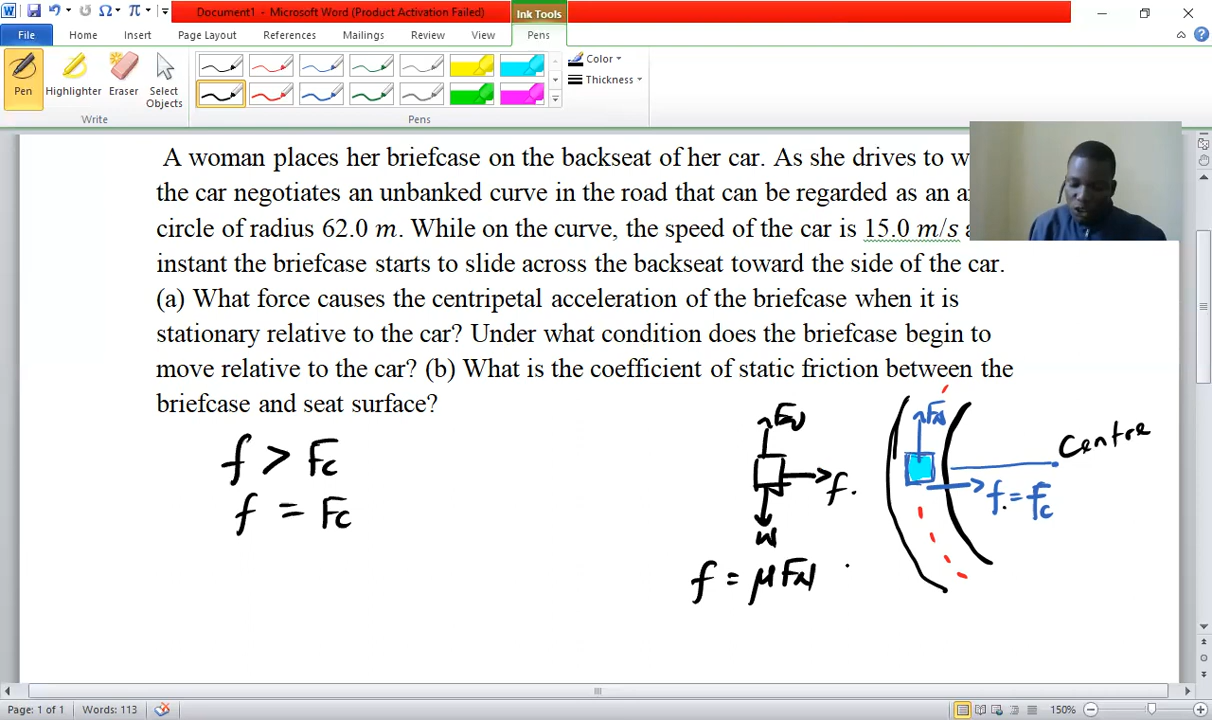 Document1 - Microsoft Word (Product Activation Failed)
Ink Tools
File Home Insert Page Layout References Mailings Review View Pens
Pen Highlighter Eraser Select Objects
Color
Thickness
Write
Pens
A woman places her briefcase on the backseat of her car. As she drives to
the car negotiates an unbanked curve in the road that can be regarded as an
circle of radius 62.0 m. While on the curve, the speed of the car is 15.0 m/s
instant the briefcase starts to slide across the backseat toward the side of the car.
(a) What force causes the centripetal acceleration of the briefcase when it is
stationary relative to the car? Under what condition does the briefcase begin to
move relative to the car? (b) What is the coefficient of static friction between the
briefcase and seat surface?
f > Fc
f = Fc
FN
f.
W
f = μFN
FN
Centre
f. = Fc
Page: 1 of 1 Words: 113
150%